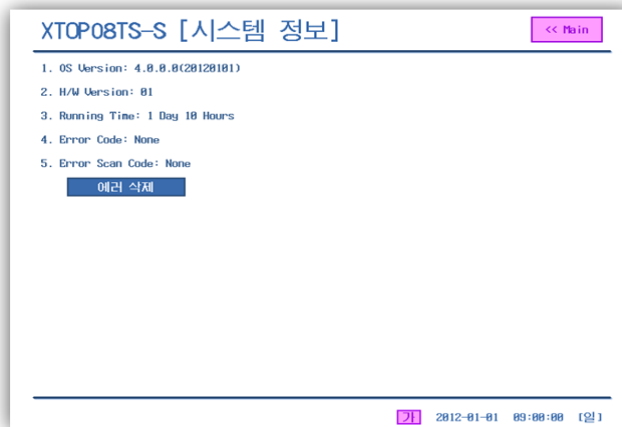 XTOP08TS-S [시스템 정보]
<< Main
1. OS Version: 4.0.0.0(20120101)
2. H/W Version: 01
3. Running Time: 1 Day 10 Hours
4. Error Code: None
5. Error Scan Code: None
에러 삭제
가 2012-01-01 09:00:00 [일]